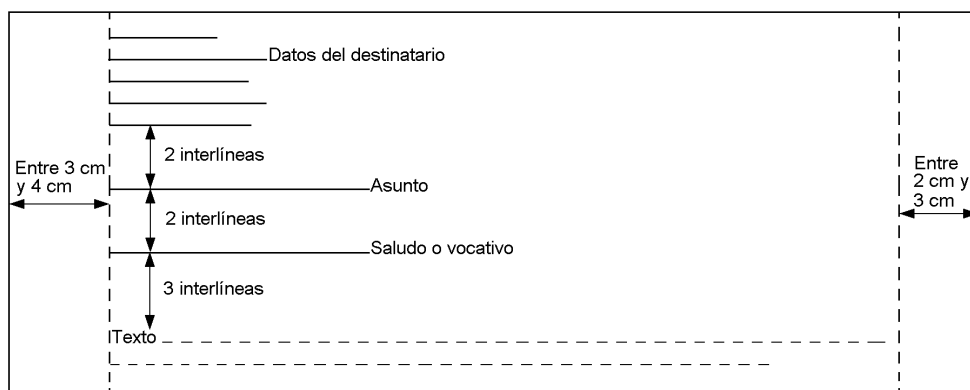 Datos del destinatario
2 interlíneas
Entre 3 cm
y 4 cm
Asunto
Entre
2 cm y
3 cm
2 interlíneas
Saludo o vocativo
3 interlíneas
Texto